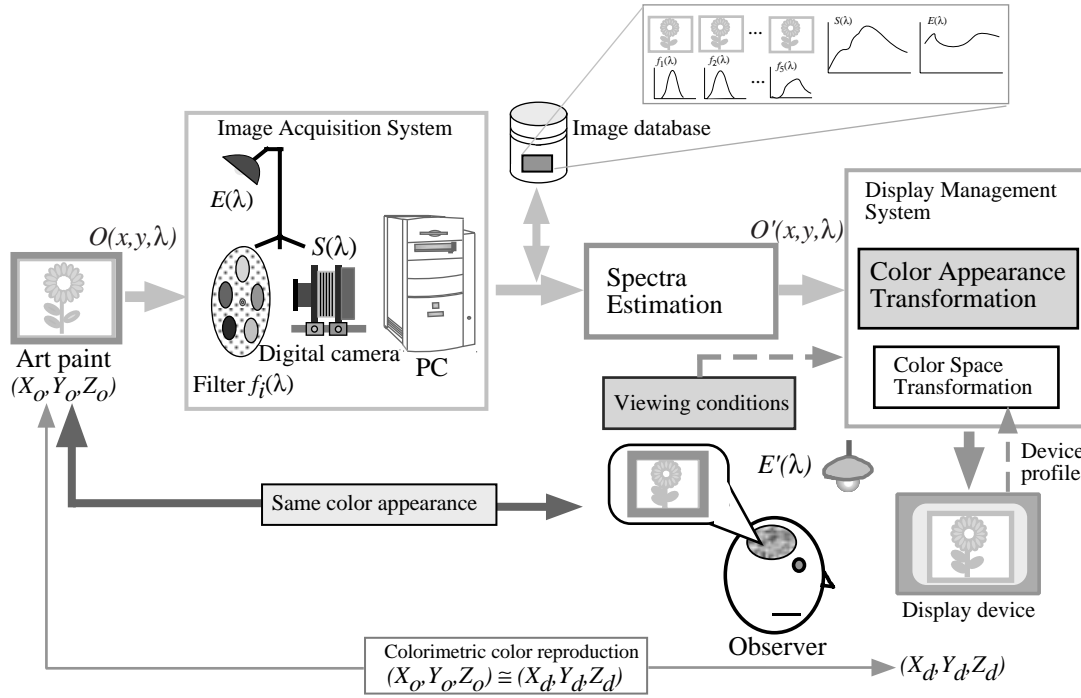 S(λ)
E(λ)
...
f1(λ)
f2(λ)
...
f5(λ)
Image database
Image Acquisition System
E(λ)
S(λ)
Digital camera
PC
Filter fi(λ)
O(x,y,λ)
Art paint
(Xo,Yo,Zo)
Spectra
Estimation
O'(x,y,λ)
Display Management
System
Color Appearance
Transformation
Color Space
Transformation
Viewing conditions
E'(λ)
Device
profile
Same color appearance
Observer
Display device
Colorimetric color reproduction
(Xo,Yo,Zo) ≅ (Xd,Yd,Zd)
(Xd,Yd,Zd)